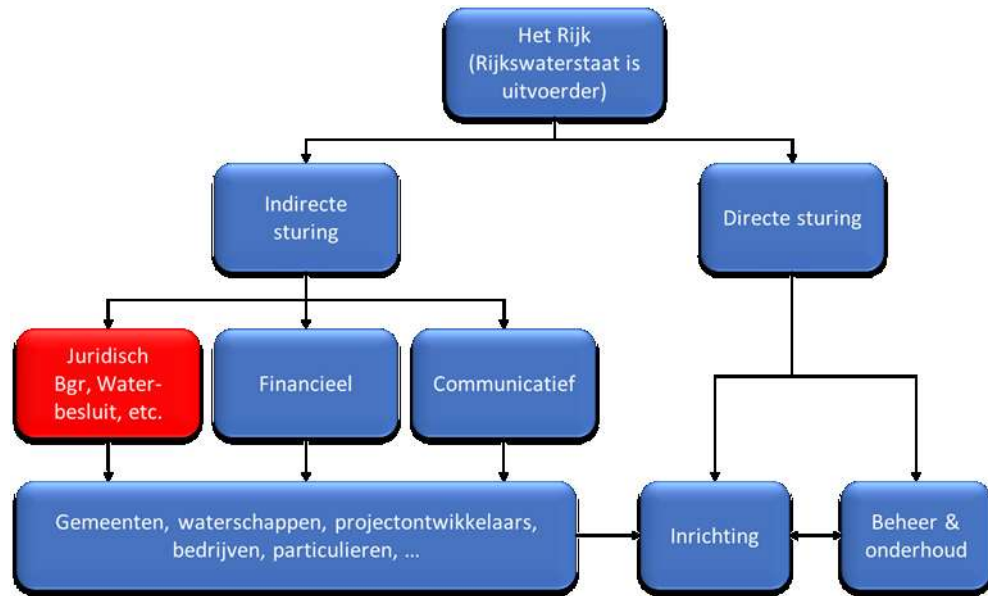 Het Rijk
(Rijkswaterstaat is
uitvoerder)
Indirecte
sturing
Directe sturing
Juridisch
Bgr, Water-
besluit, etc.
Financieel
Communicatief
Gemeenten, waterschappen, projectontwikkelaars,
bedrijven, particulieren, ...
Inrichting
Beheer &
onderhoud